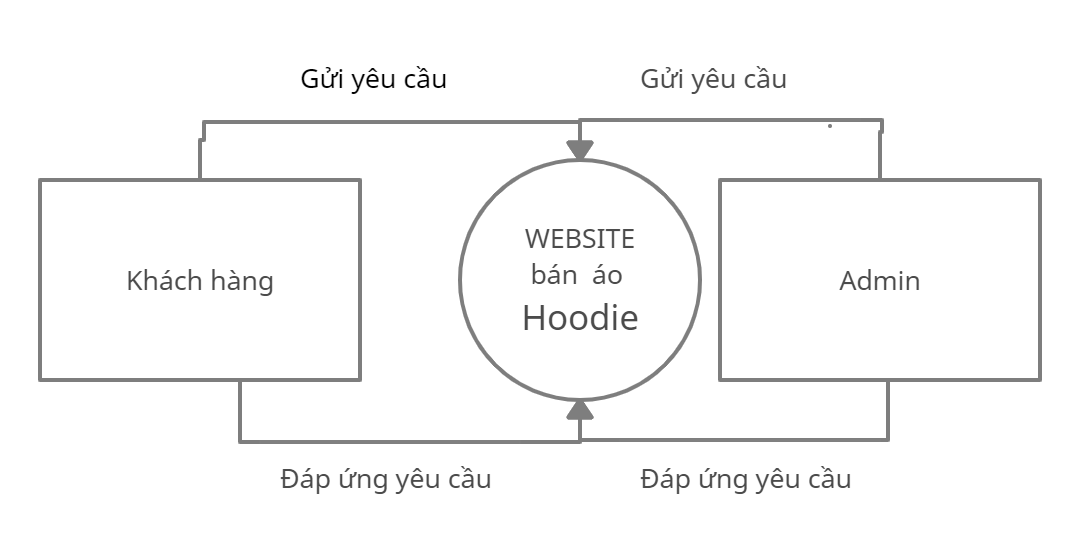 Gửi yêu cầu
Gửi yêu cầu
Khách hàng
WEBSITE
bán áo
Hoodie
Admin
Đáp ứng yêu cầu
Đáp ứng yêu cầu